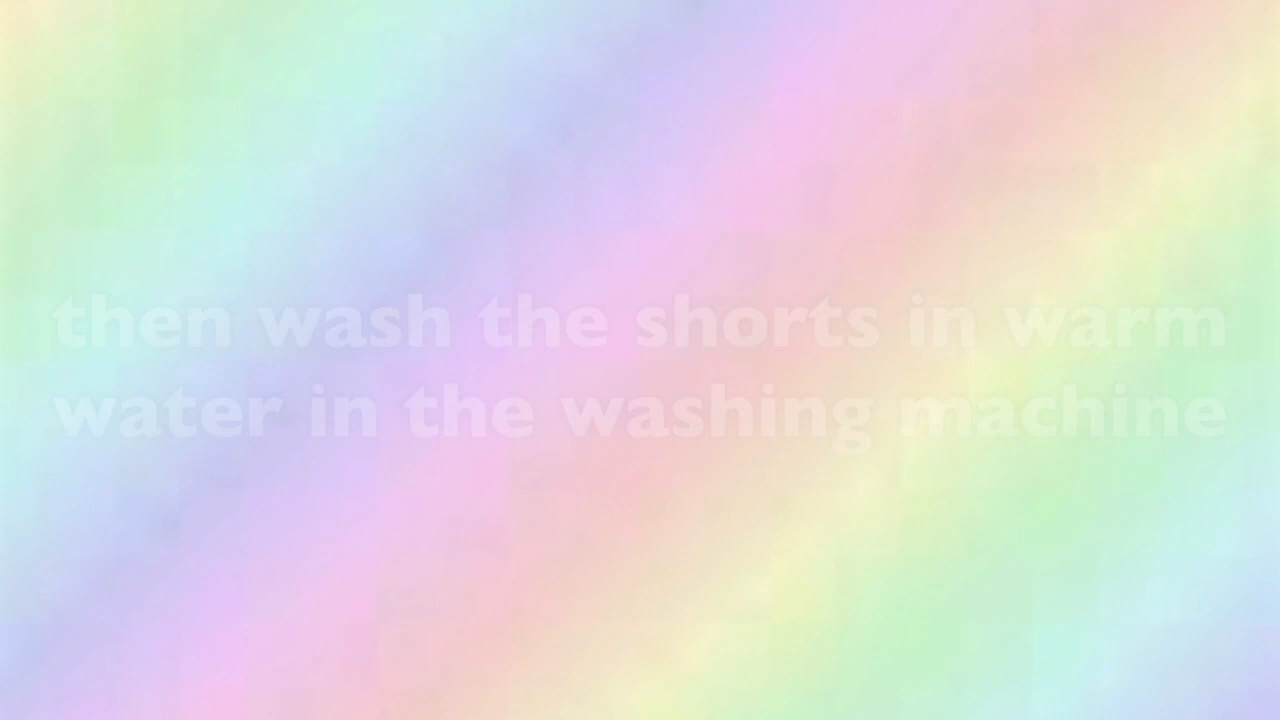 then wash the shorts in warm
water in the washing machine